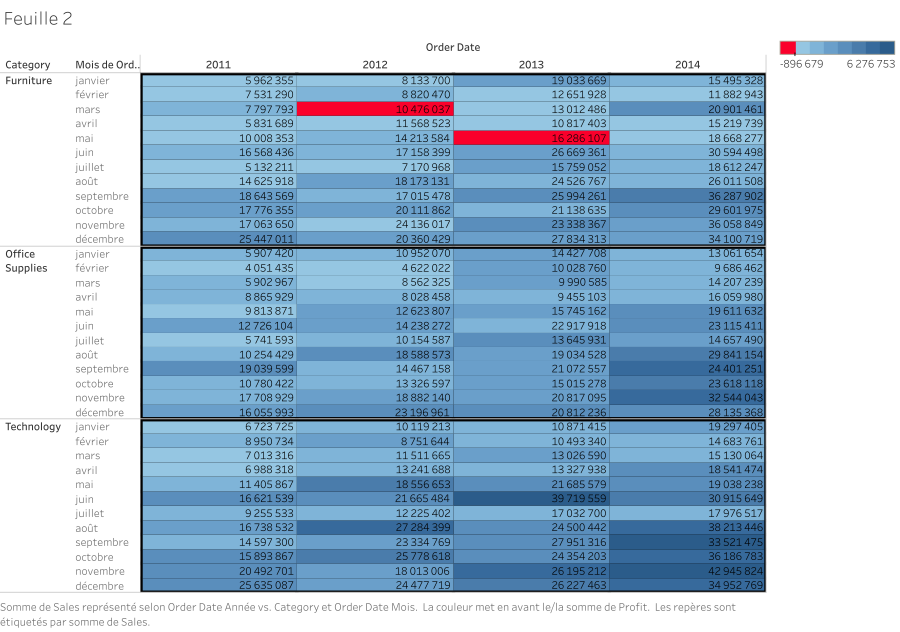 Feuille 2
Order Date
Category Mois de Ord.. 2011 2012 2013 2014
-896 679 6 276 753
Furniture janvier 5 962 355 8 133 700 19 033 669 15 495 328
février 7 531 290 8 820 470 12 651 928 11 882 943
mars 7 797 793 10 476 037 13 012 486 20 901 461
avril 5 831 689 11 568 523 10 817 403 15 219 739
mai 10 008 353 14 213 584 16 286 107 18 668 277
juin 16 568 436 17 158 399 26 669 361 30 594 498
juillet 5 132 211 7 170 968 15 759 052 18 612 247
août 14 625 918 18 173 131 24 526 767 26 011 508
septembre 18 643 569 17 015 478 25 994 261 36 287 902
octobre 17 776 355 20 111 862 21 138 635 29 601 975
novembre 17 063 650 24 136 017 23 338 367 36 058 849
décembre 25 447 011 20 360 429 27 834 313 34 100 719
Office janvier 5 907 420 10 952 070 14 427 708 13 061 654
Supplies février 4 051 435 4 622 022 10 028 760 9 686 462
mars 5 902 967 8 562 325 9 990 585 14 207 239
avril 8 865 929 8 028 458 9 455 103 16 059 980
mai 9 813 871 12 623 807 15 745 162 19 611 632
juin 12 726 104 14 238 272 22 917 918 23 115 411
juillet 5 741 593 10 154 587 13 645 931 14 657 490
août 10 254 429 18 588 573 19 034 528 29 841 154
septembre 19 039 599 14 467 158 21 072 557 24 401 251
octobre 10 780 422 13 326 597 15 015 278 23 618 118
novembre 17 708 929 18 882 140 20 817 095 32 544 043
décembre 16 055 993 23 196 961 20 812 236 28 135 368
Technology janvier 6 723 725 10 119 213 10 871 415 19 297 405
février 8 950 734 8 751 644 10 493 340 14 683 761
mars 7 013 316 11 511 665 13 026 590 15 130 064
avril 6 988 318 13 241 688 13 327 938 18 541 474
mai 11 405 867 18 556 653 21 685 579 19 038 238
juin 16 621 539 21 665 484 39 719 559 30 915 649
juillet 9 255 533 12 225 402 17 032 700 17 976 517
août 16 738 532 27 284 399 24 500 442 38 213 446
septembre 14 597 300 23 334 769 27 951 316 33 521 475
octobre 15 893 867 25 778 618 24 354 203 36 186 783
novembre 20 492 701 18 013 006 26 195 212 42 945 824
décembre 25 635 087 24 477 719 26 227 463 34 952 769
Somme de Sales représenté selon Order Date Année vs. Category et Order Date Mois. La couleur met en avant le/la somme de Profit. Les repères sont
étiquetés par somme de Sales.